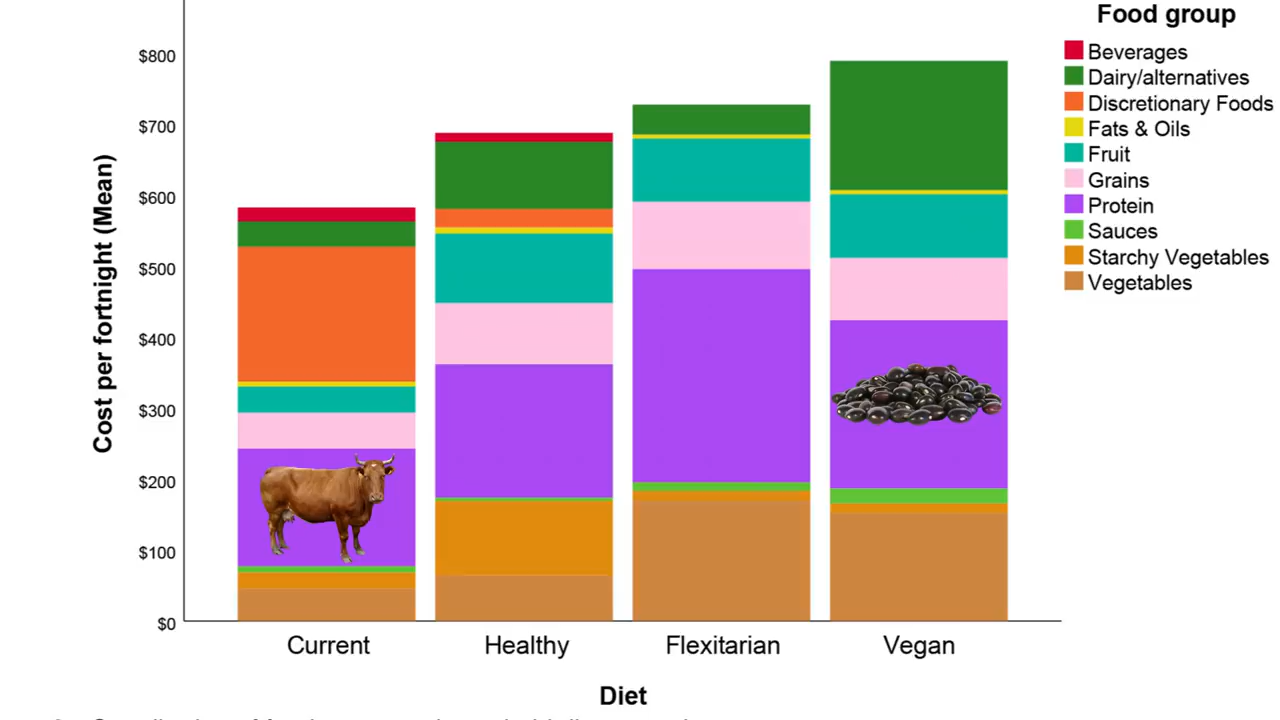 Food group
Beverages
Dairy/alternatives
Discretionary Foods
Fats & Oils
Fruit
Grains
Protein
Sauces
Starchy Vegetables
Vegetables
Cost per fortnight (Mean)
$800
$700
$600
$500
$400
$300
$200
$100
$0
Current Healthy Flexitarian Vegan
Diet